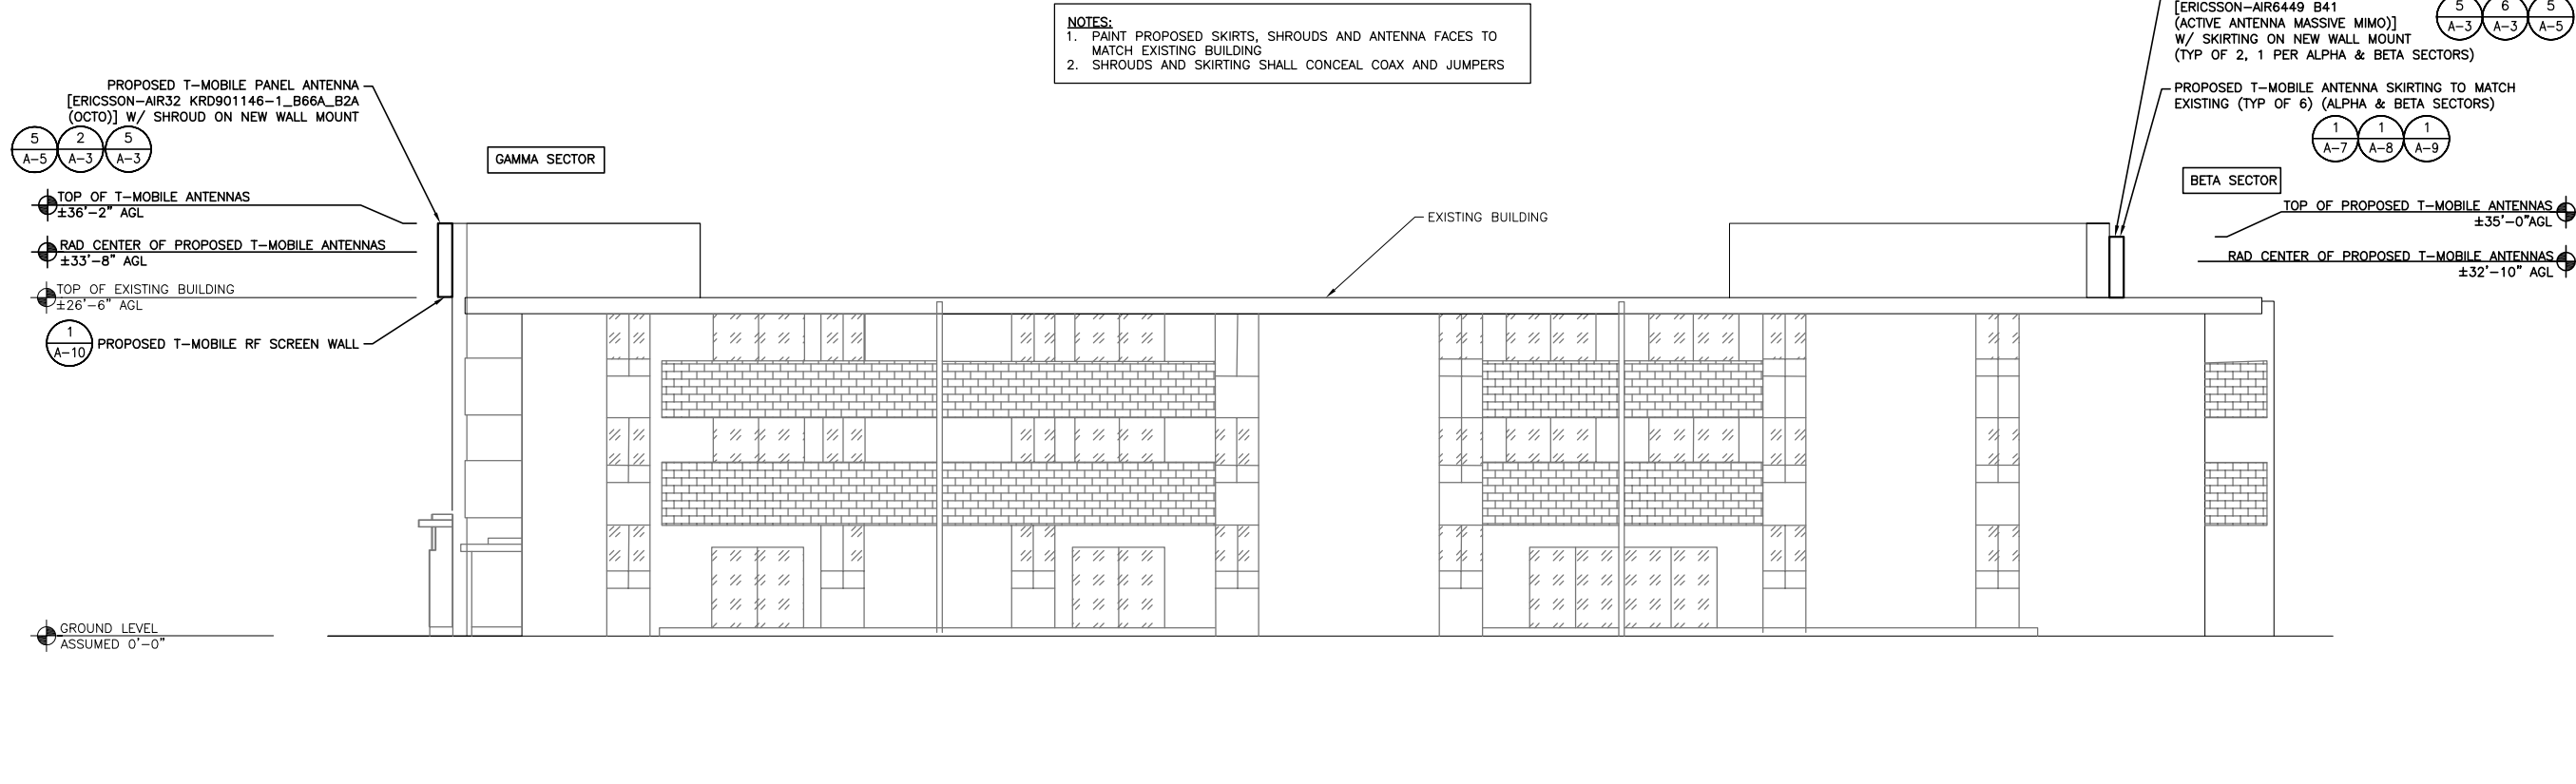 NOTES:
1. PAINT PROPOSED SKIRTS, SHROUDS AND ANTENNA FACES TO
MATCH EXISTING BUILDING
2. SHROUDS AND SKIRTING SHALL CONCEAL COAX AND JUMPERS
PROPOSED T-MOBILE PANEL ANTENNA
[ERICSSON-AIR32 KRD901146-1_B66A_B2A
(OCTO)] W/ SHROUD ON NEW WALL MOUNT
5 2 5
A-5 A-3 A-3
GAMMA SECTOR
TOP OF T-MOBILE ANTENNAS
±36'-2" AGL
RAD CENTER OF PROPOSED T-MOBILE ANTENNAS
±33'-8" AGL
TOP OF EXISTING BUILDING
±26'-6" AGL
1
A-10
PROPOSED T-MOBILE RF SCREEN WALL
GROUND LEVEL
ASSUMED 0'-0"
EXISTING BUILDING
[ERICSSON-AIR6449 B41
(ACTIVE ANTENNA MASSIVE MIMO)]
W/ SKIRTING ON NEW WALL MOUNT
(TYP OF 2, 1 PER ALPHA & BETA SECTORS)
5 6 5
A-3 A-3 A-5
PROPOSED T-MOBILE ANTENNA SKIRTING TO MATCH
EXISTING (TYP OF 6) (ALPHA & BETA SECTORS)
1 1 1
A-7 A-8 A-9
BETA SECTOR
TOP OF PROPOSED T-MOBILE ANTENNAS
±35'-0"AGL
RAD CENTER OF PROPOSED T-MOBILE ANTENNAS
±32'-10" AGL